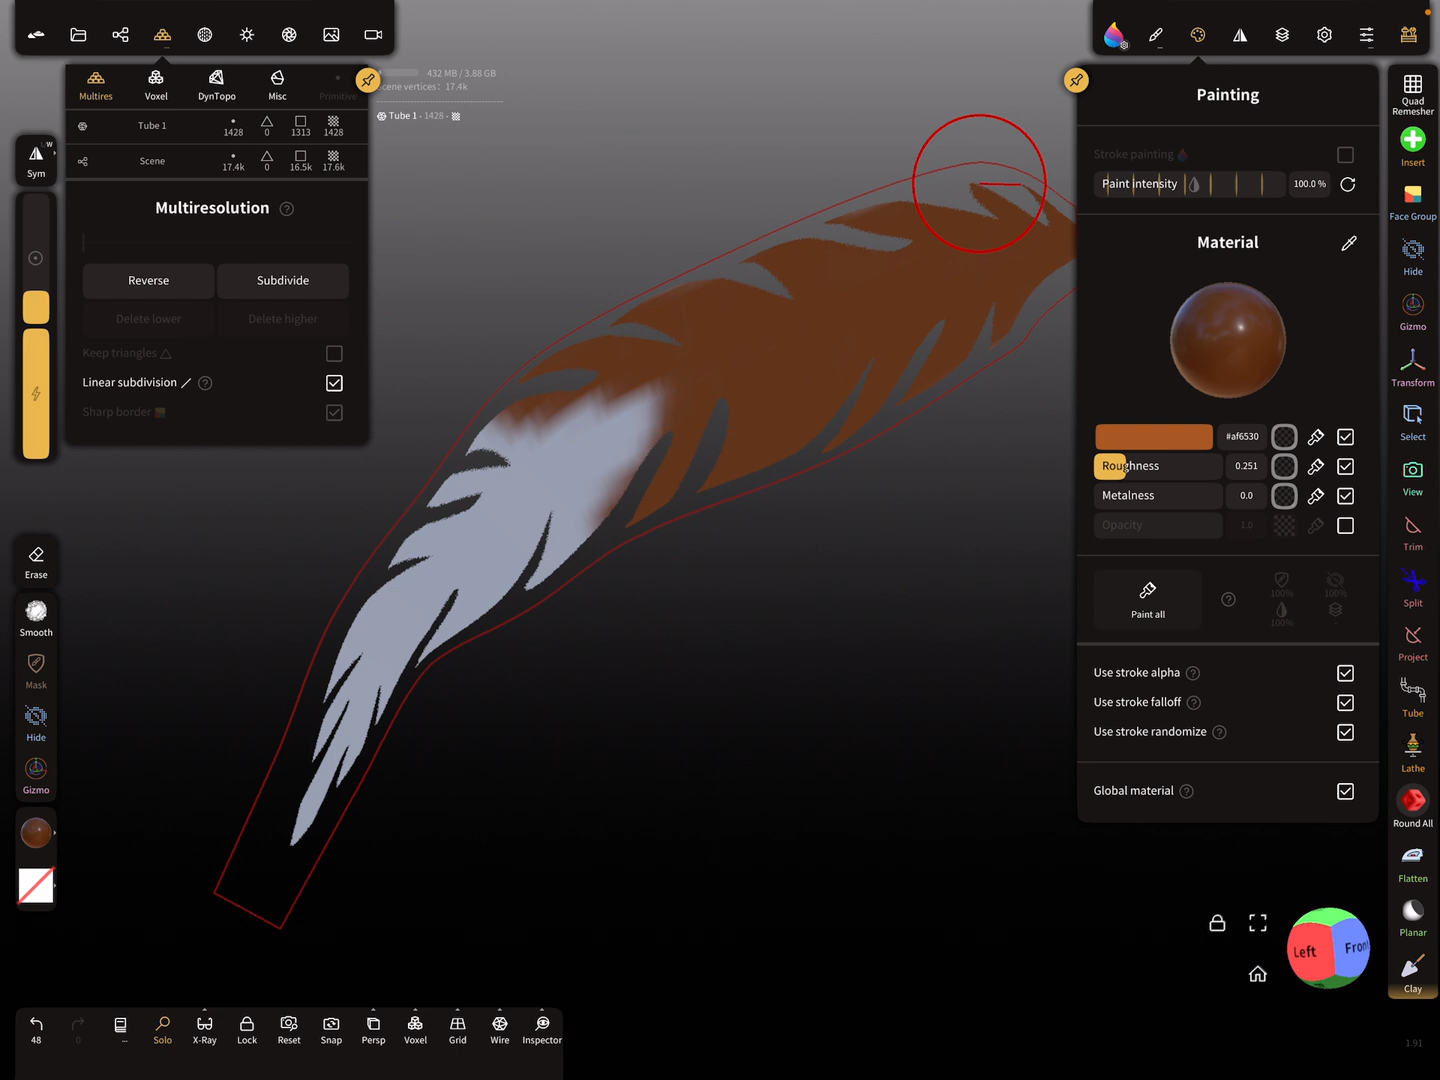 Multires
Voxel
DynTopo
Misc
Primitive
432 MB / 3.88 GB
Scene vertices: 17.4k
Tube 1 · 1428 ·
Tube 1
1428
0
1313
1428
Scene
17.4k
0
16.5k
17.6k
Multiresolution ?
Reverse
Subdivide
Delete lower
Delete higher
Keep triangles
Linear subdivision ?
Sharp border
W
Sym
Erase
Smooth
Mask
Hide
Gizmo
Painting
Stroke painting
Paint intensity
100.0 %
Material
#af6530
Roughness
0.251
Metalness
0.0
Opacity
1.0
Paint all
?
100%
100%
100%
-
Use stroke alpha ?
Use stroke falloff ?
Use stroke randomize ?
Global material ?
Quad
Remesher
Insert
Face Group
Hide
Gizmo
Transform
Select
View
Trim
Split
Project
Tube
Lathe
Round All
Flatten
Planar
Clay
Left
Front
48
0
...
Solo
X-Ray
Lock
Reset
Snap
Persp
Voxel
Grid
Wire
Inspector
1.91